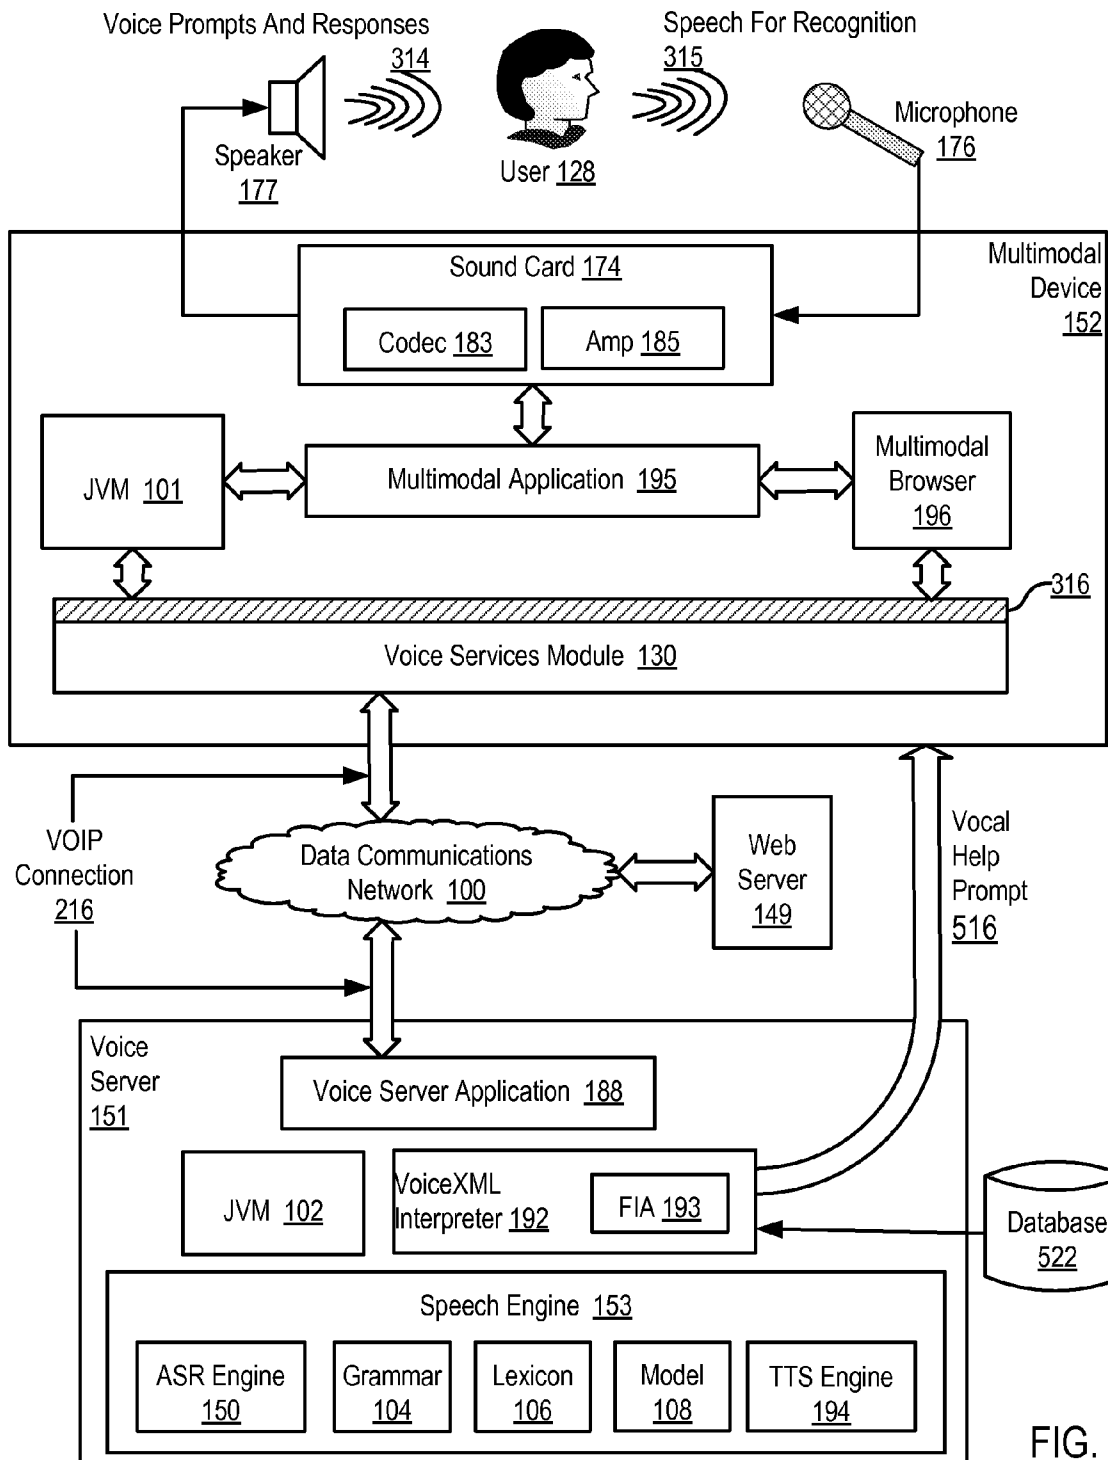 Voice Prompts And Responses
314
Speech For Recognition
315
Speaker
177
User 128
Microphone
176
Multimodal
Device
152
Sound Card 174
Codec 183
Amp 185
JVM 101
Multimodal Application 195
Multimodal
Browser
196
316
Voice Services Module 130
VOIP
Connection
216
Data Communications
Network 100
Web
Server
149
Vocal
Help
Prompt
516
Voice
Server
151
Voice Server Application 188
JVM 102
VoiceXML
Interpreter 192
FIA 193
Database
522
Speech Engine 153
ASR Engine
150
Grammar
104
Lexicon
106
Model
108
TTS Engine
194
FIG.